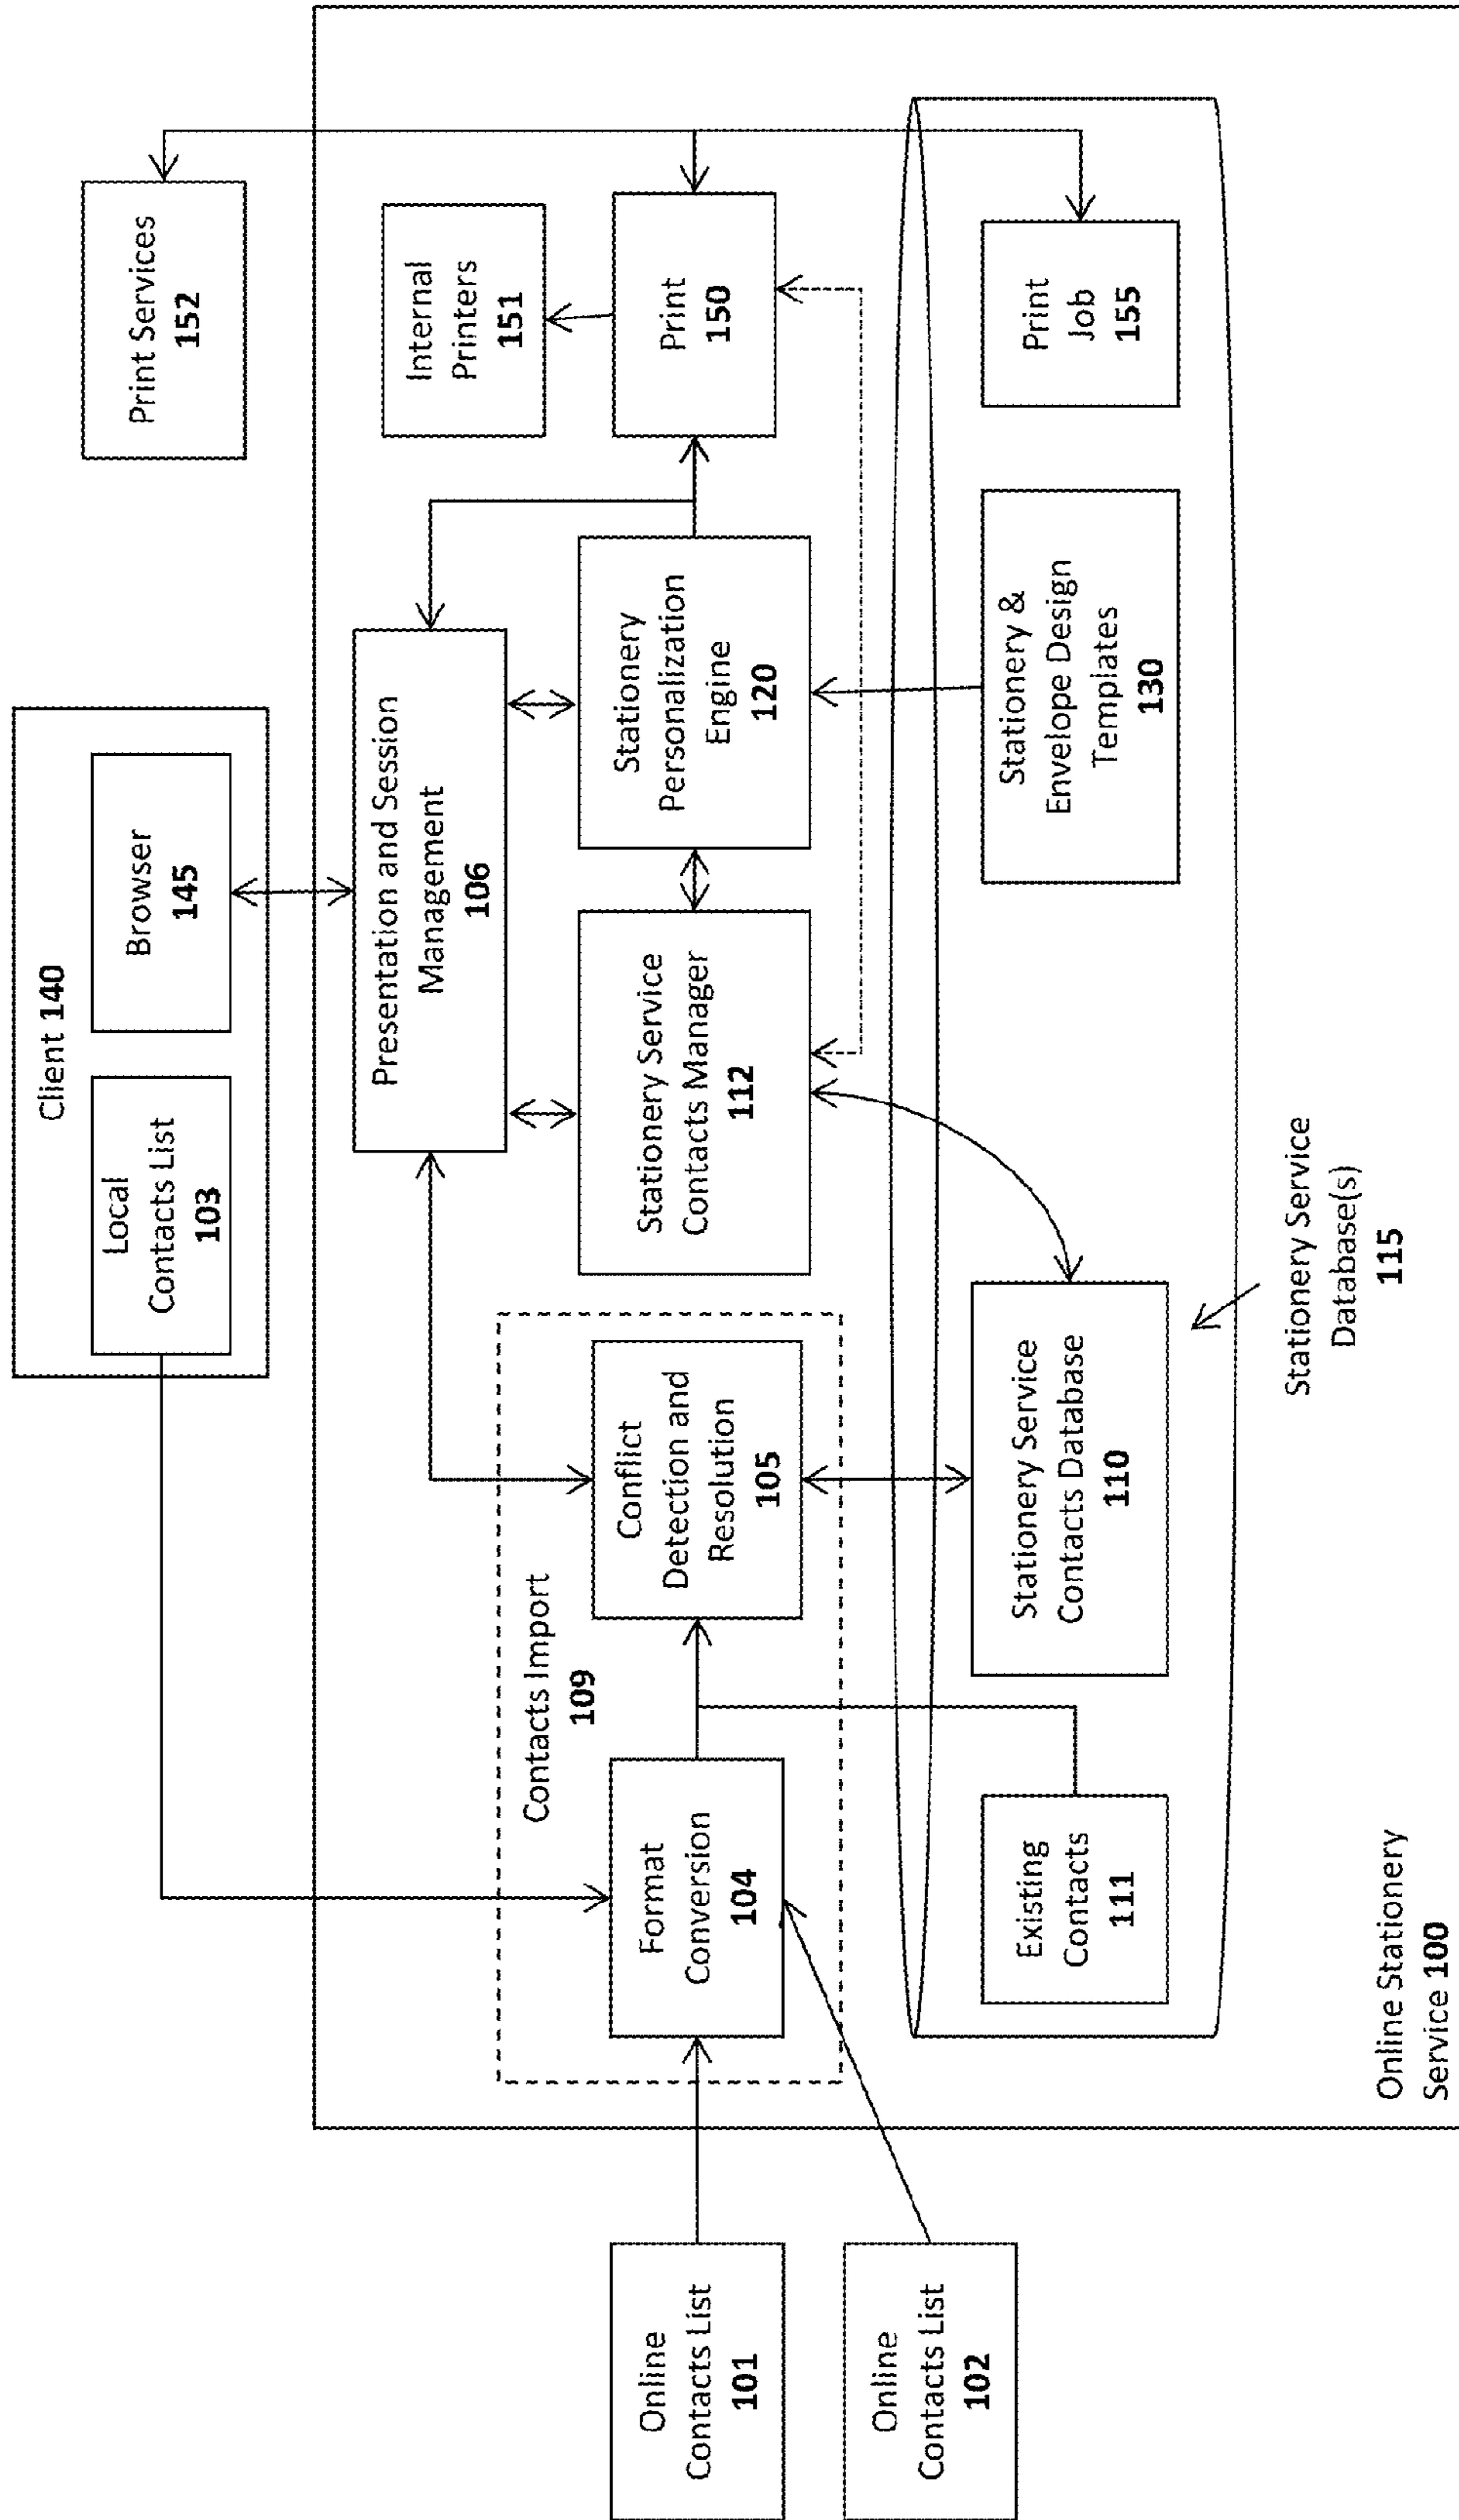 Client 140
Local
Contacts List
103
Browser
145
Print Services
152
Presentation and Session
Management
106
Internal
Printers
151
Contacts Import
109
Online
Contacts List
101
Format
Conversion
104
Conflict
Detection and
Resolution
105
Stationery Service
Contacts Manager
112
Stationery
Personalization
Engine
120
Print
150
Online
Contacts List
102
Existing
Contacts
111
Stationery Service
Contacts Database
110
Stationery &
Envelope Design
Templates
130
Print
Job
155
Stationery Service
Database(s)
115
Online Stationery
Service 100